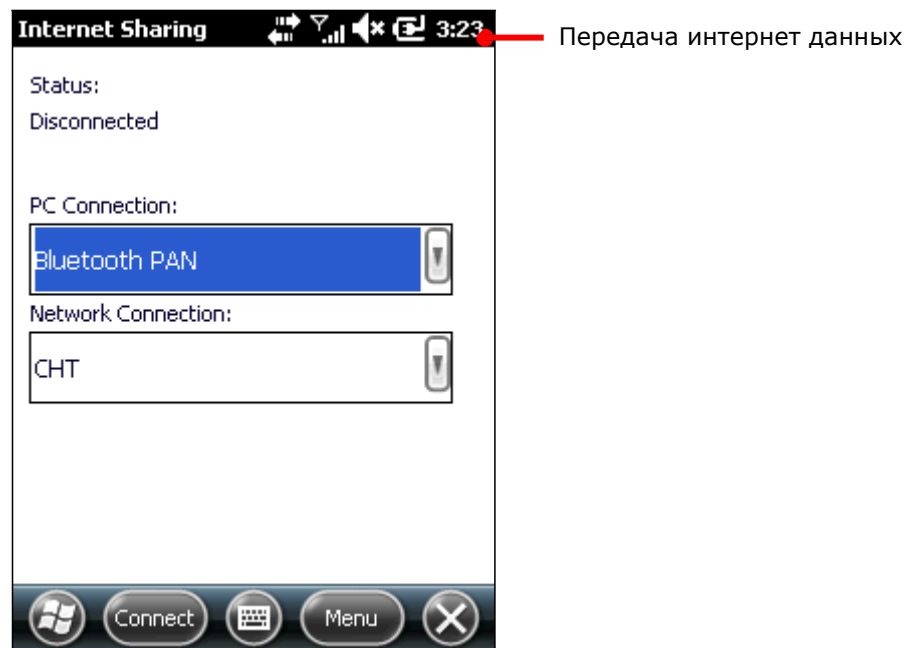 Internet Sharing 3:23
Передача интернет данных
Status:
Disconnected
PC Connection:
Bluetooth PAN
Network Connection:
CHT
Connect Menu